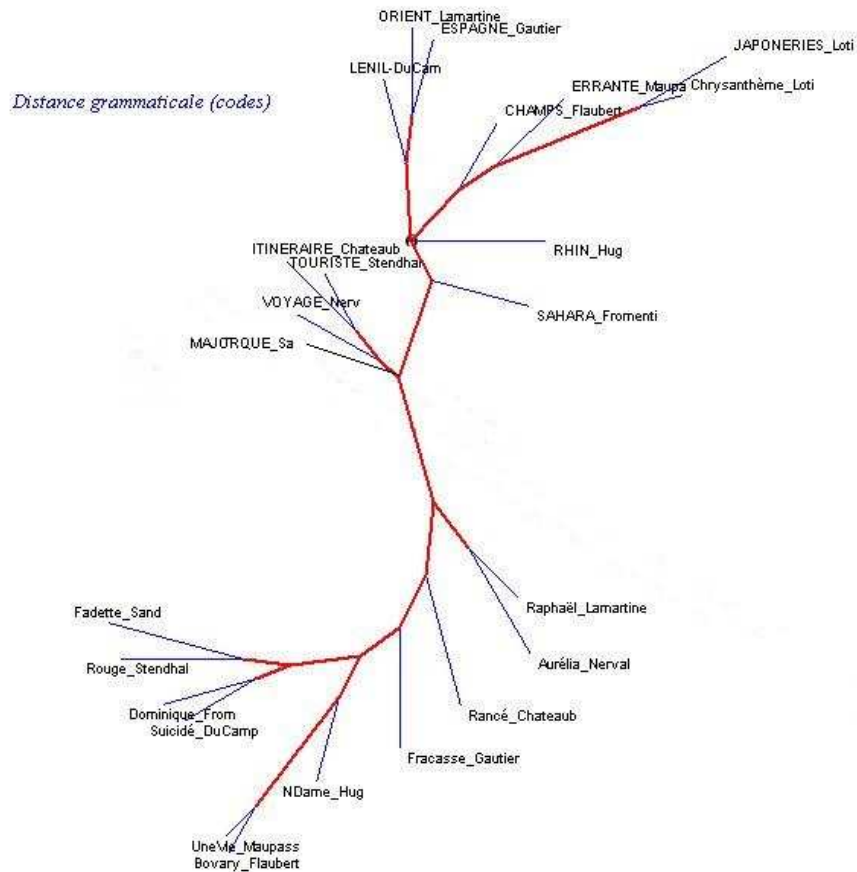 ORIENT_Lamartine
ESPAGNE_Gautier
JAPONERIES_Loti
LENIL-DuCam
ERRANTE_Maupa
Chrysanthème_Loti
Distance grammaticale (codes)
CHAMPS_Flaubert
ITINERAIRE_Chateaub
RHIN_Hug
TOURISTE_Stendhal
VOYAGE_Nerv
SAHARA_Fromenti
MAJORQUE_Sa
Raphaël_Lamartine
Fadette_Sand
Aurélia_Nerval
Rouge_Stendhal
Dominique_From
Rancé_Chateaub
Suicidé_DuCamp
Fracasse_Gautier
NDame_Hug
UneVie_Maupass
Bovary_Flaubert